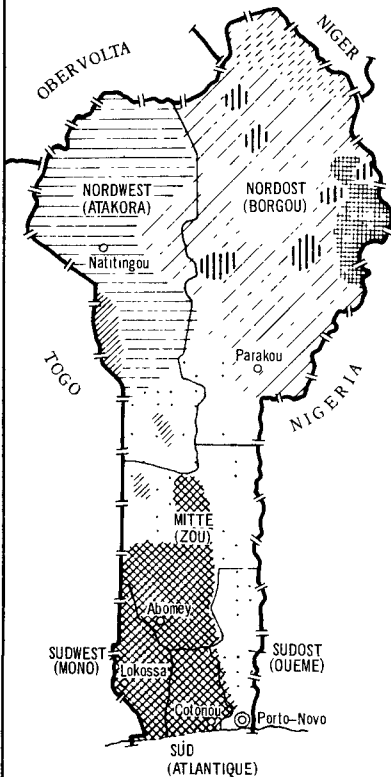 OBERVOLTA
NIGER
NORDWEST
(ATAKORA)
NORDOST
(BORGOU)
Natitingou
TOGO
Parakou
NIGERIA
MITTE
(ZOU)
Abomey
SUDWEST
(MONO)
Lokossa
SUDOST
(OUEME)
Cotonou
Porto-Novo
SÜD
(ATLANTIQUE)